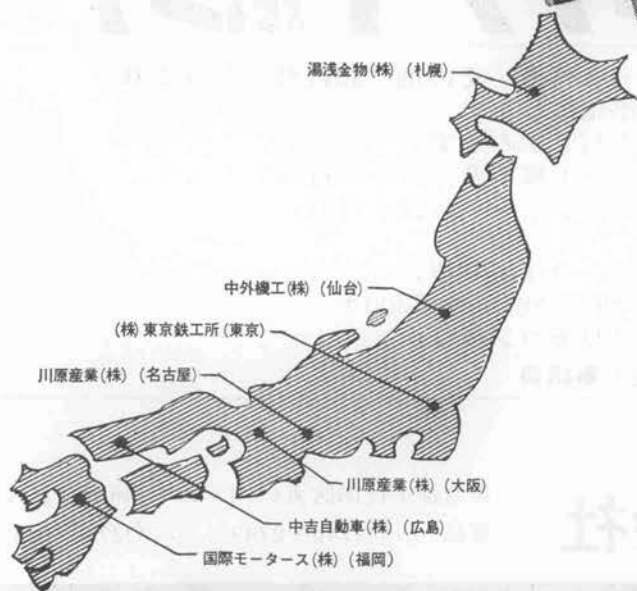 湯浅金物(株)(札幌)
中外機工(株)(仙台)
(株)東京鉄工所(東京)
川原産業(株)(名古屋)
川原産業(株)(大阪)
中吉自動車(株)(広島)
国際モータース(株)(福岡)
社